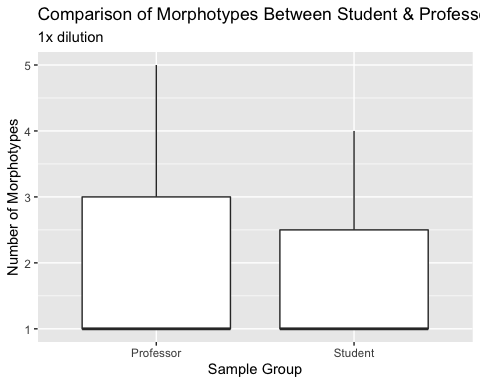 Comparison of Morphotypes Between Student &
1x dilution
Number of Morphotypes
5
4
3
2
1
Professor Student
Sample Group